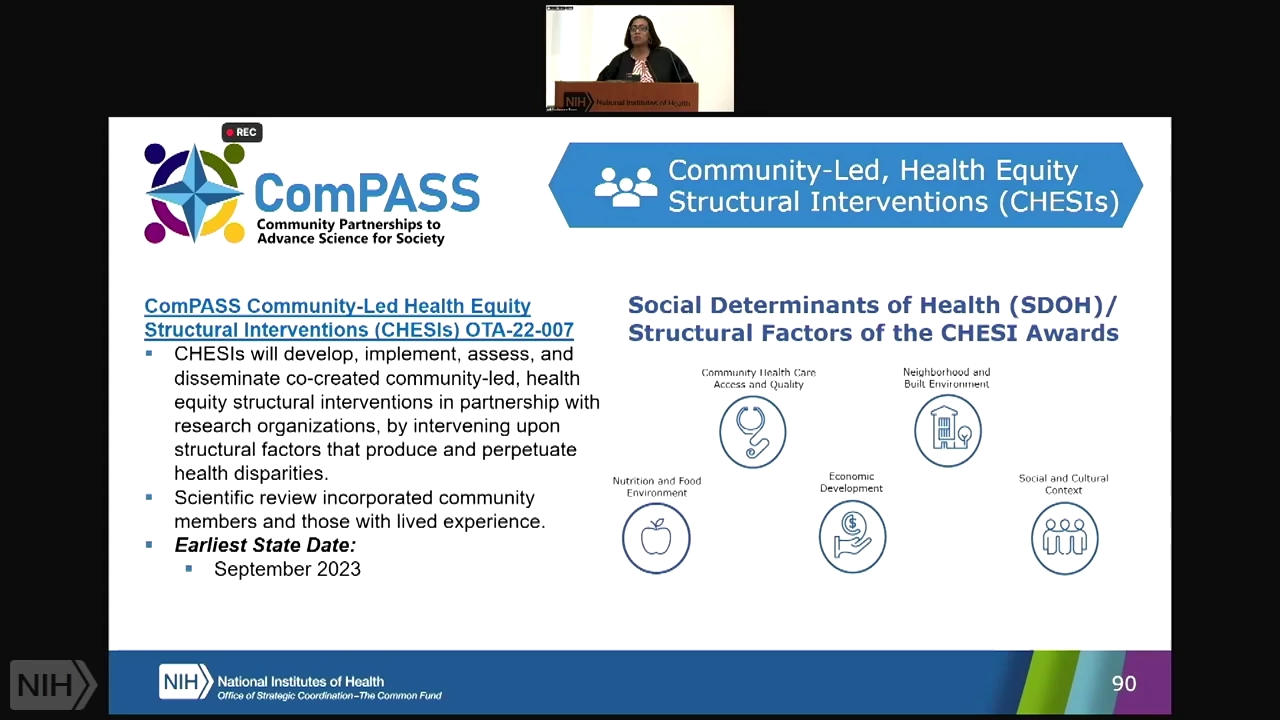 NIH National Institutes of Health
REC
ComPASS
Community Partnerships to
Advance Science for Society
Community-Led, Health Equity
Structural Interventions (CHESIs)
ComPASS Community-Led Health Equity
Structural Interventions (CHESIs) OTA-22-007
CHESIs will develop, implement, assess, and
disseminate co-created community-led, health
equity structural interventions in partnership with
research organizations, by intervening upon
structural factors that produce and perpetuate
health disparities.
Scientific review incorporated community
members and those with lived experience.
Earliest State Date:
September 2023
Social Determinants of Health (SDOH)/
Structural Factors of the CHESI Awards
Community Health Care
Access and Quality
Neighborhood and
Built Environment
Nutrition and Food
Environment
Economic
Development
Social and Cultural
Context
NIH
NIH
National Institutes of Health
Office of Strategic Coordination–The Common Fund
90